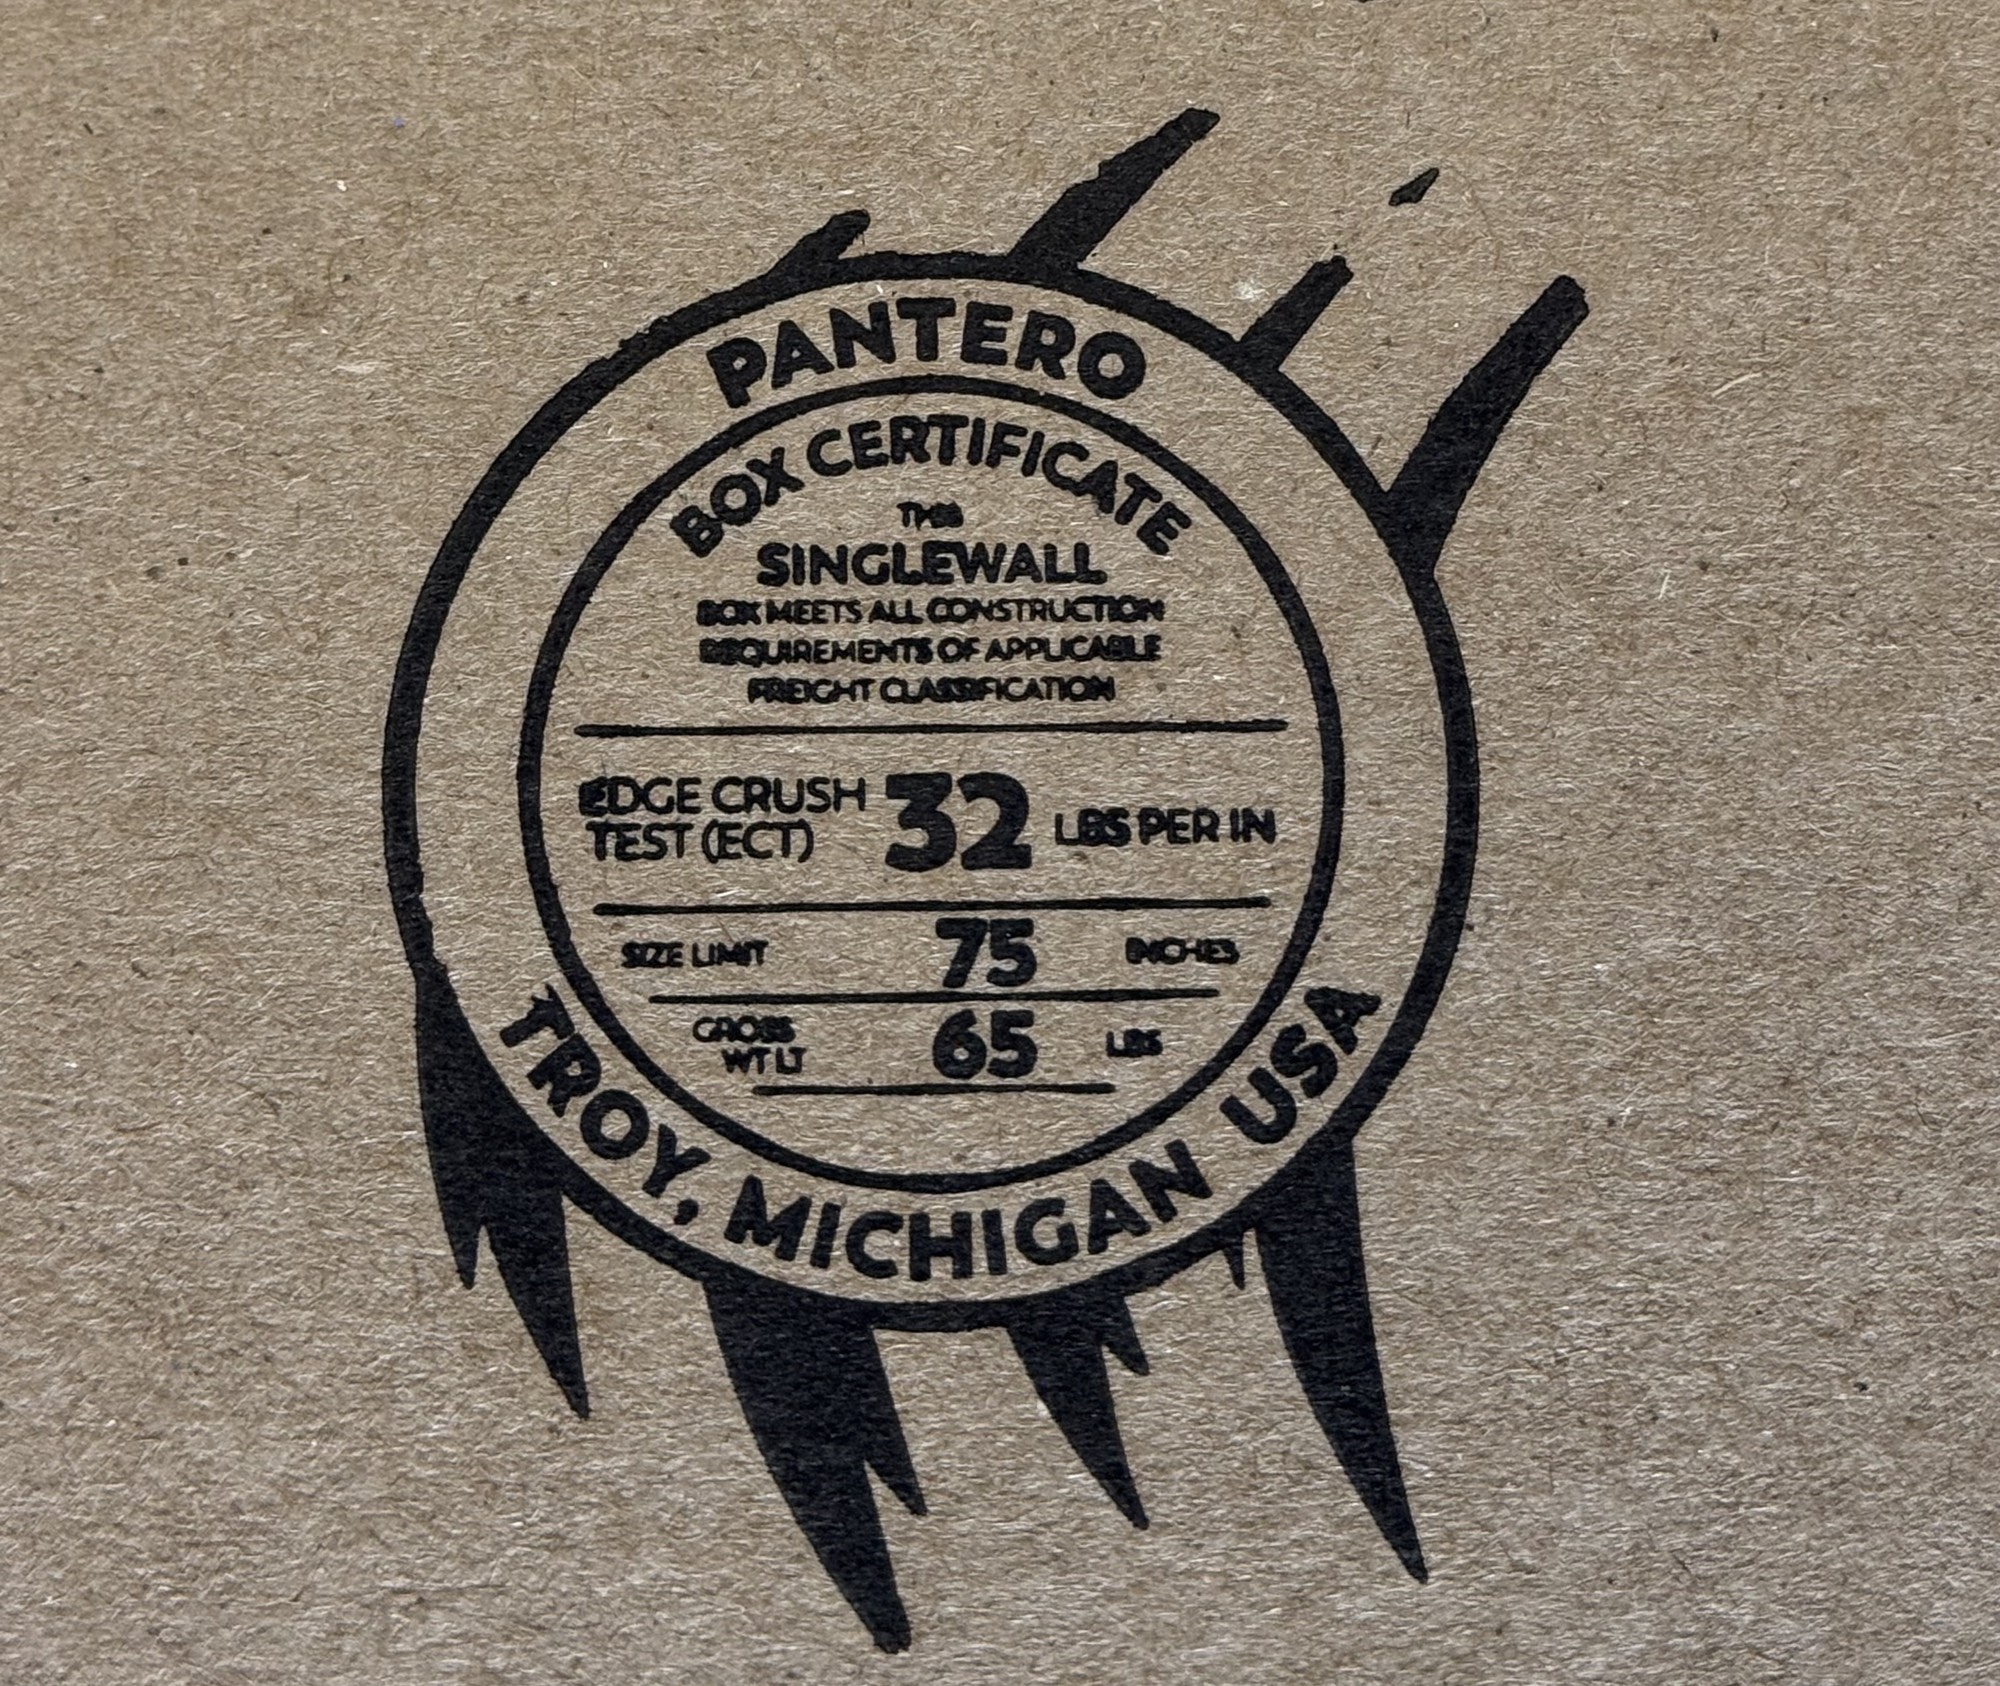 PANTERO
BOX CERTIFICATE
THIS
SINGLEWALL
BOX MEETS ALL CONSTRUCTION
REQUIREMENTS OF APPLICABLE
FREIGHT CLASSIFICATION
EDGE CRUSH
TEST (ECT)
32 LBS PER IN
SIZE LIMIT 75 INCHES
GROSS
WT LT
65 LBS
TROY, MICHIGAN USA